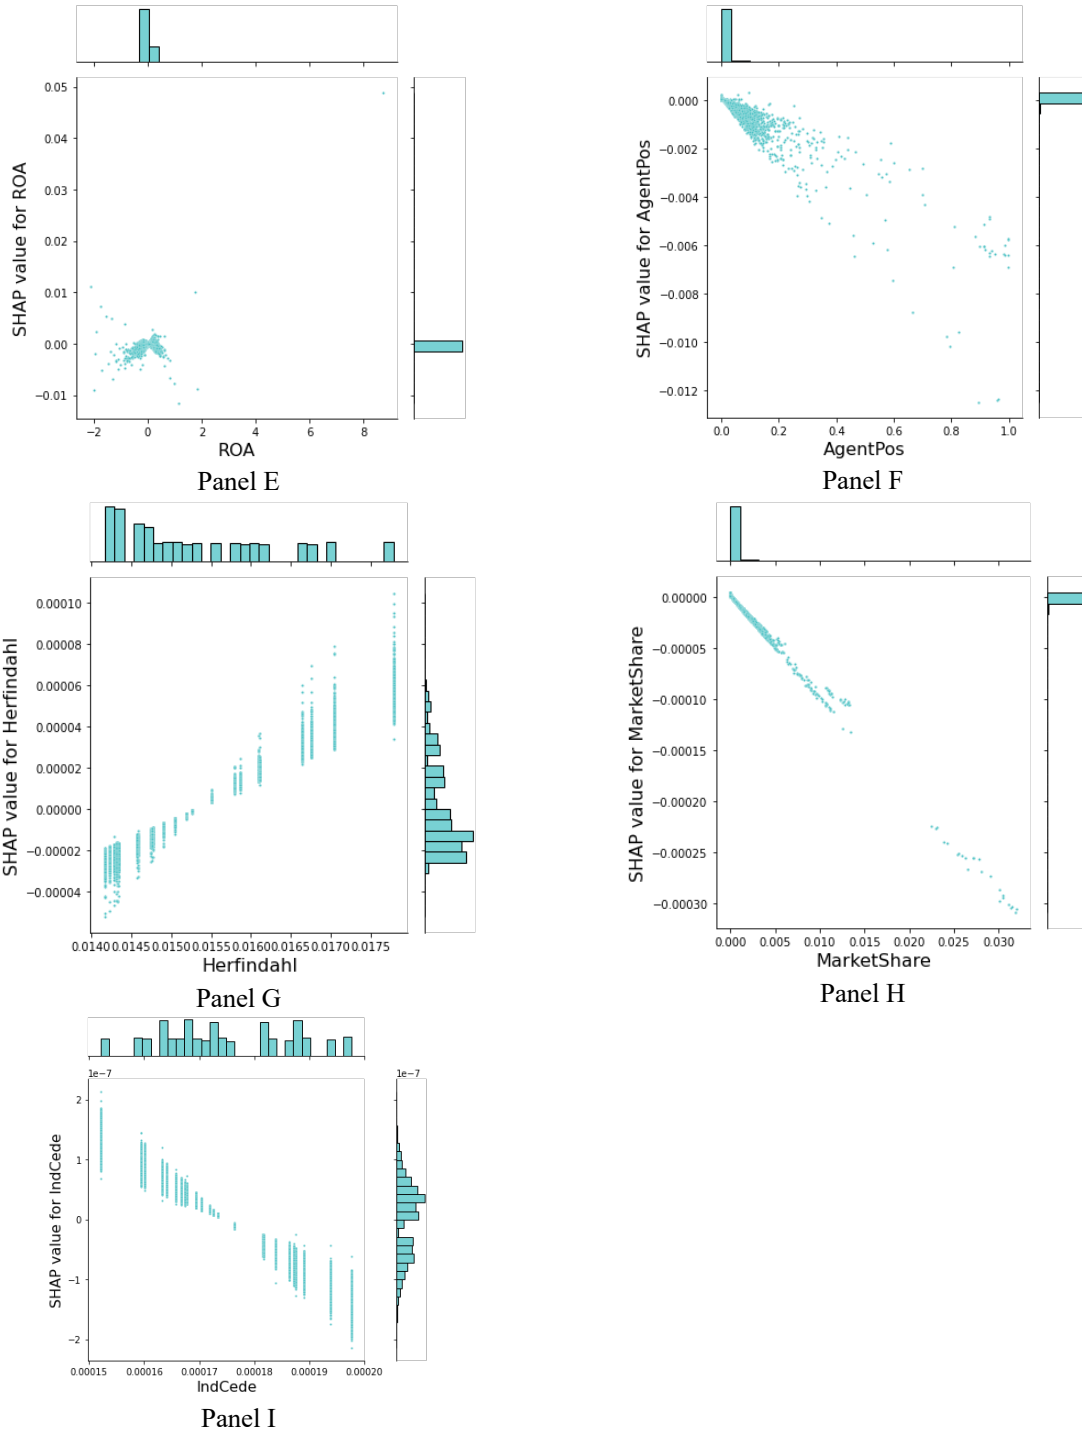 0.05
0.04
0.03
0.02
0.01
0.00
−0.01
SHAP value for ROA
−2 0 2 4 6 8
ROA
Panel E
0.000
−0.002
−0.004
−0.006
−0.008
−0.010
−0.012
SHAP value for AgentPos
0.0 0.2 0.4 0.6 0.8 1.0
AgentPos
Panel F
0.00010
0.00008
0.00006
0.00004
0.00002
0.00000
−0.00002
−0.00004
SHAP value for Herfindahl
0.0140 0.0145 0.0150 0.0155 0.0160 0.0165 0.0170 0.0175
Herfindahl
Panel G
0.00000
−0.00005
−0.00010
−0.00015
−0.00020
−0.00025
−0.00030
SHAP value for MarketShare
0.000 0.005 0.010 0.015 0.020 0.025 0.030
MarketShare
Panel H
1e−7
1e−7
2
1
0
−1
−2
SHAP value for IndCede
0.00015 0.00016 0.00017 0.00018 0.00019 0.00020
IndCede
Panel I